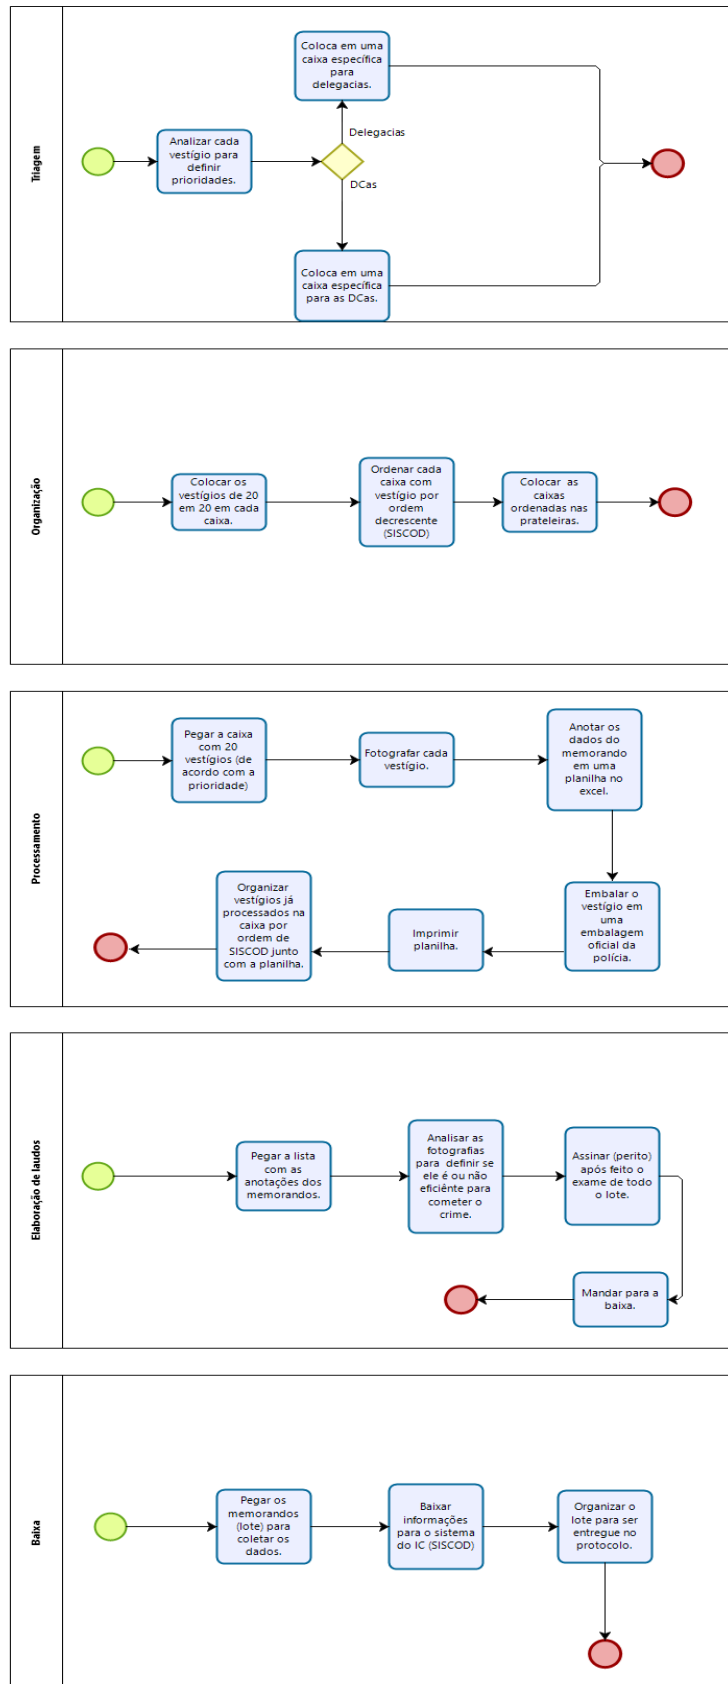 Triagem
Coloca em uma
caixa específica
para
delegacias.
Delegacias
Analizar cada
vestígio para
definir
prioridades.
DCas
Coloca em uma
caixa específica
para as DCas.
Organização
Colocar os
vestígios de 20
em 20 em cada
caixa.
Ordenar cada
caixa com
vestígio por
ordem
decrescente
(SISCOD)
Colocar as
caixas
ordenadas nas
prateleiras.
Processamento
Pegar a caixa
com 20
vestígios (de
acordo com a
prioridade)
Fotografar cada
vestígio.
Anotar os
dados do
memorando
em uma
planilha no
excel.
Embalar o
vestígio em
uma
embalagem
oficial da
polícia.
Imprimir
planilha.
Organizar
vestígios já
processados na
caixa por
ordem de
SISCOD junto
com a planilha.
Elaboração de laudos
Pegar a lista
com as
anotações dos
memorandos.
Analisar as
fotografias
para definir se
ele é ou não
eficiênte para
cometer o
crime.
Assinar (perito)
após feito o
exame de todo
o lote.
Mandar para a
baixa.
Baixa
Pegar os
memorandos
(lote) para
coletar os
dados.
Baixar
informações
para o sistema
do IC (SISCOD)
Organizar o
lote para ser
entregue no
protocolo.